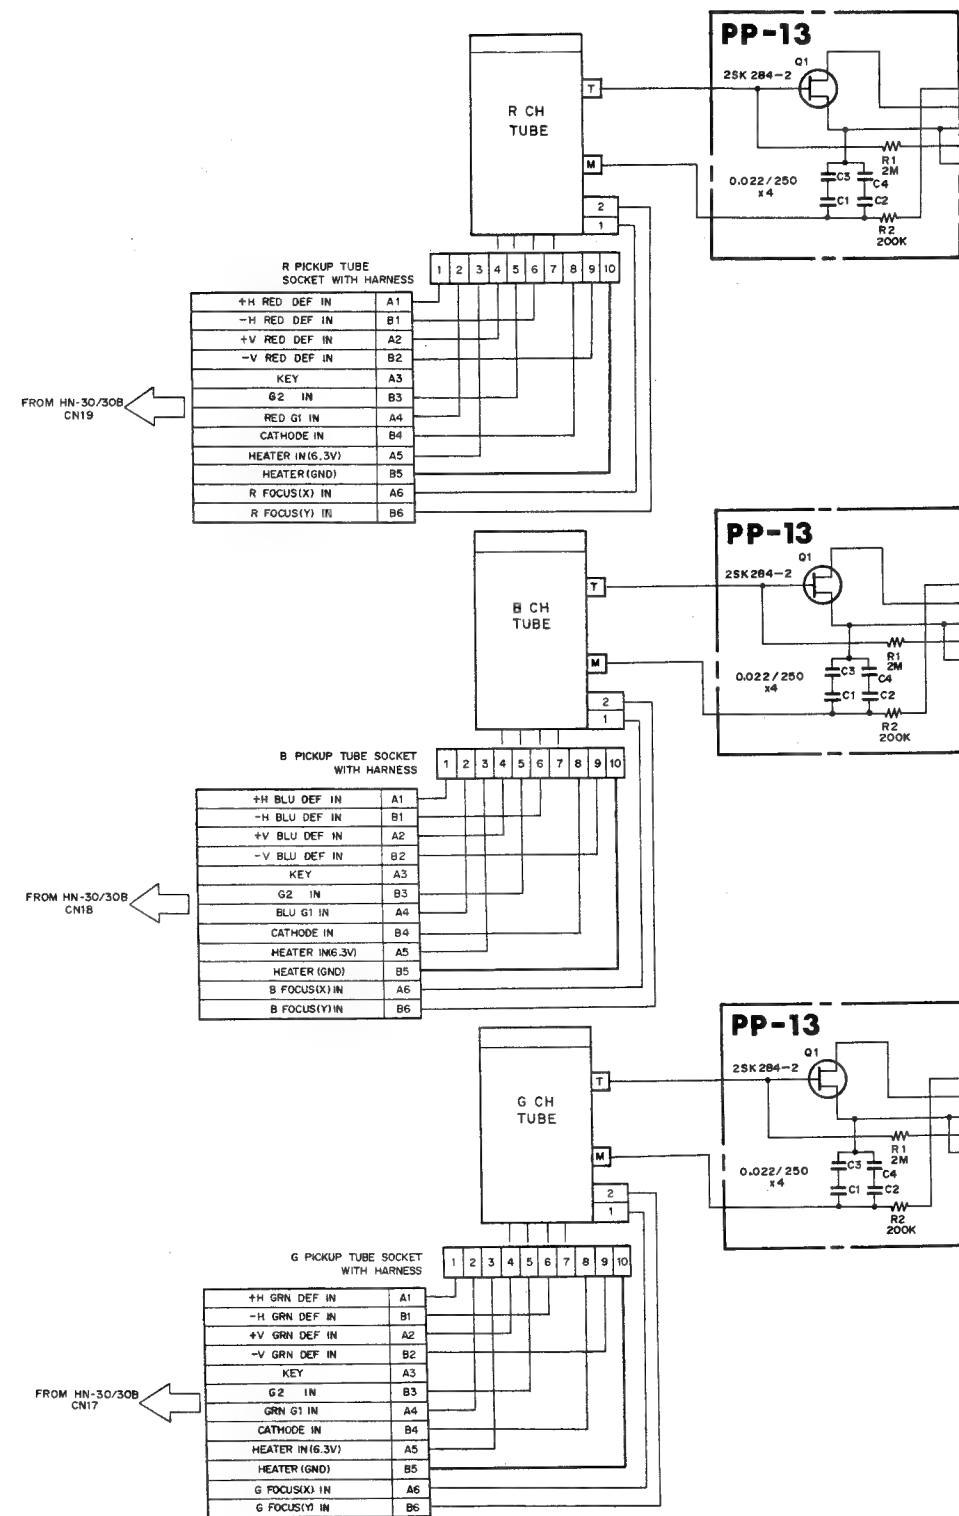 PP-13
Q1
2SK 284-2
R CH
TUBE
T
M
2
1
R1
2M
C3
C4
0.022/250
x4
C1
C2
R2
200K
R PICKUP TUBE
SOCKET WITH HARNESS
1 2 3 4 5 6 7 8 9 10
+H RED DEF IN A1
-H RED DEF IN B1
+V RED DEF IN A2
-V RED DEF IN B2
KEY A3
G2 IN B3
RED G1 IN A4
CATHODE IN B4
HEATER IN(6.3V) A5
HEATER(GND) B5
R FOCUS(X) IN A6
R FOCUS(Y) IN B6
FROM HN-30/30B
CN19
PP-13
Q1
2SK284-2
B CH
TUBE
T
M
2
1
R1
2M
C3
C4
0.022/250
x4
C1
C2
R2
200K
B PICKUP TUBE SOCKET
WITH HARNESS
1 2 3 4 5 6 7 8 9 10
+H BLU DEF IN A1
-H BLU DEF IN B1
+V BLU DEF IN A2
-V BLU DEF IN B2
KEY A3
G2 IN B3
BLU G1 IN A4
CATHODE IN B4
HEATER IN(6.3V) A5
HEATER (GND) B5
B FOCUS(X) IN A6
B FOCUS(Y) IN B6
FROM HN-30/30B
CN18
PP-13
Q1
2SK284-2
G CH
TUBE
T
M
2
1
R1
2M
C3
C4
0.022/250
x4
C1
C2
R2
200K
G PICKUP TUBE SOCKET
WITH HARNESS
1 2 3 4 5 6 7 8 9 10
+H GRN DEF IN A1
-H GRN DEF IN B1
+V GRN DEF IN A2
-V GRN DEF IN B2
KEY A3
G2 IN B3
GRN G1 IN A4
CATHODE IN B4
HEATER IN(6.3V) A5
HEATER (GND) B5
G FOCUS(X) IN A6
G FOCUS(Y) IN B6
FROM HN-30/30B
CN17